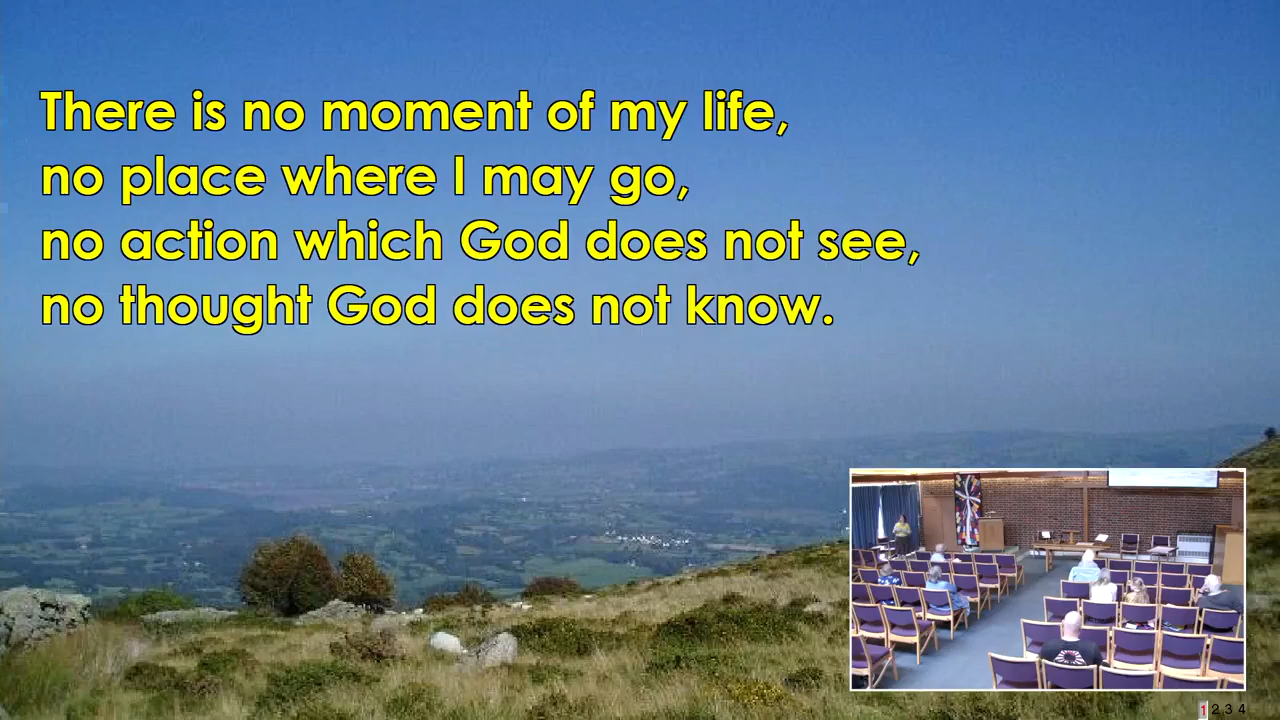 There is no moment of my life,
no place where I may go,
no action which God does not see,
no thought God does not know.
1 2 3 4